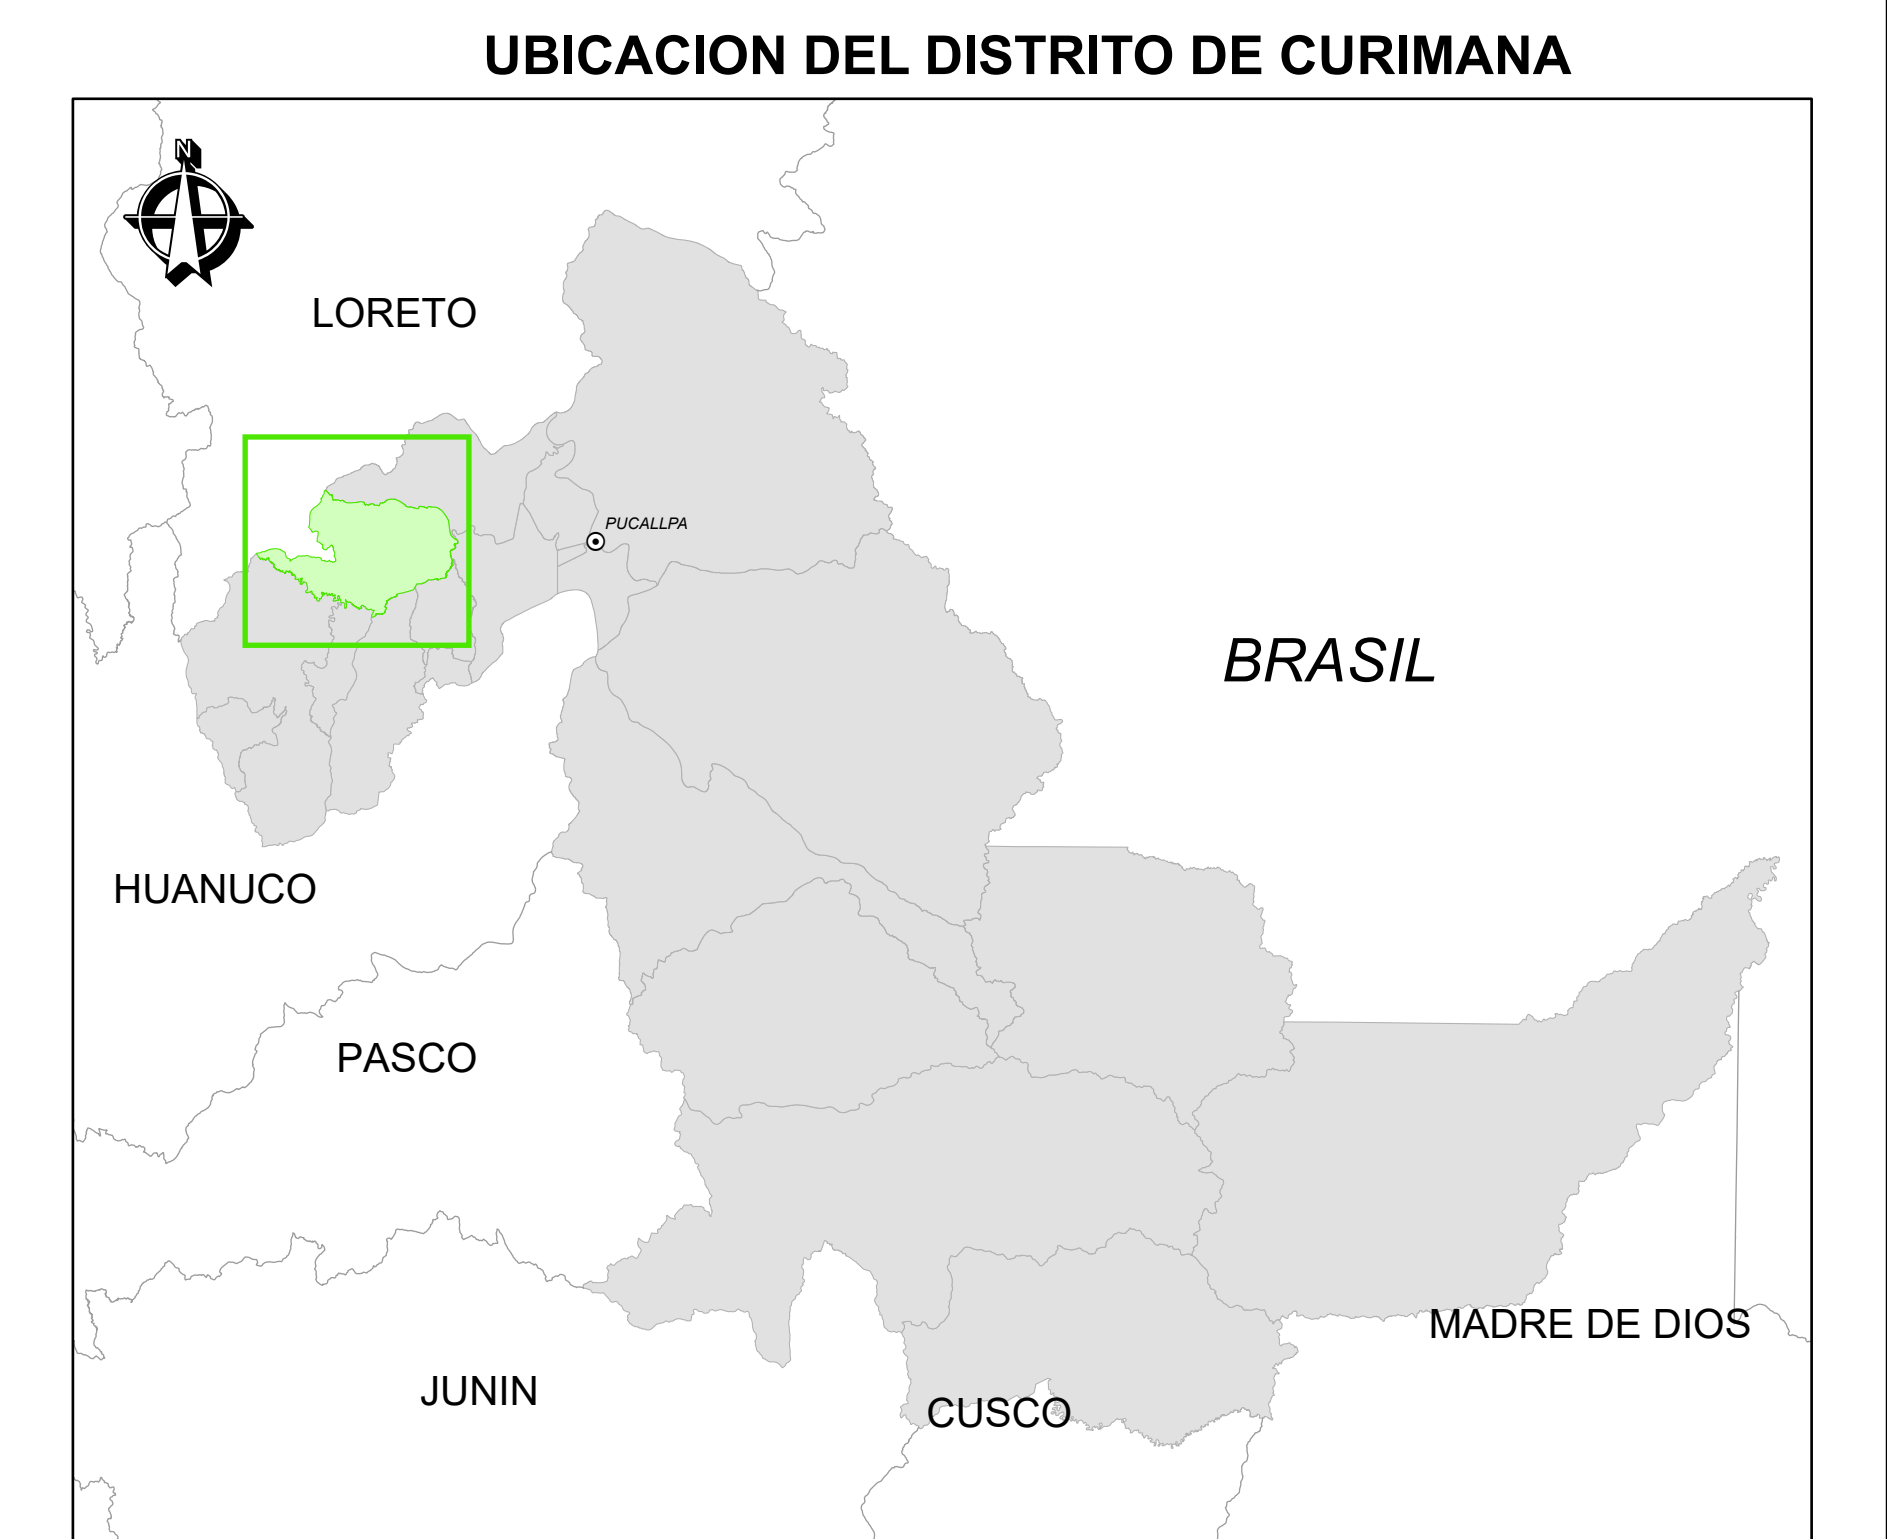 UBICACION DEL DISTRITO DE CURIMANA
N
LORETO
PUCALLPA
BRASIL
HUANUCO
PASCO
MADRE DE DIOS
JUNIN
CUSCO